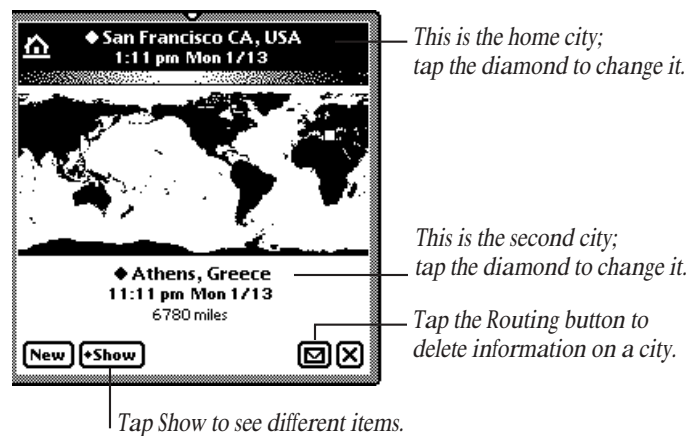 ◆ San Francisco CA, USA
1:11 pm Mon 1/13
This is the home city;
tap the diamond to change it.
◆ Athens, Greece
11:11 pm Mon 1/13
6780 miles
This is the second city;
tap the diamond to change it.
New ◆Show
Tap the Routing button to
delete information on a city.
Tap Show to see different items.